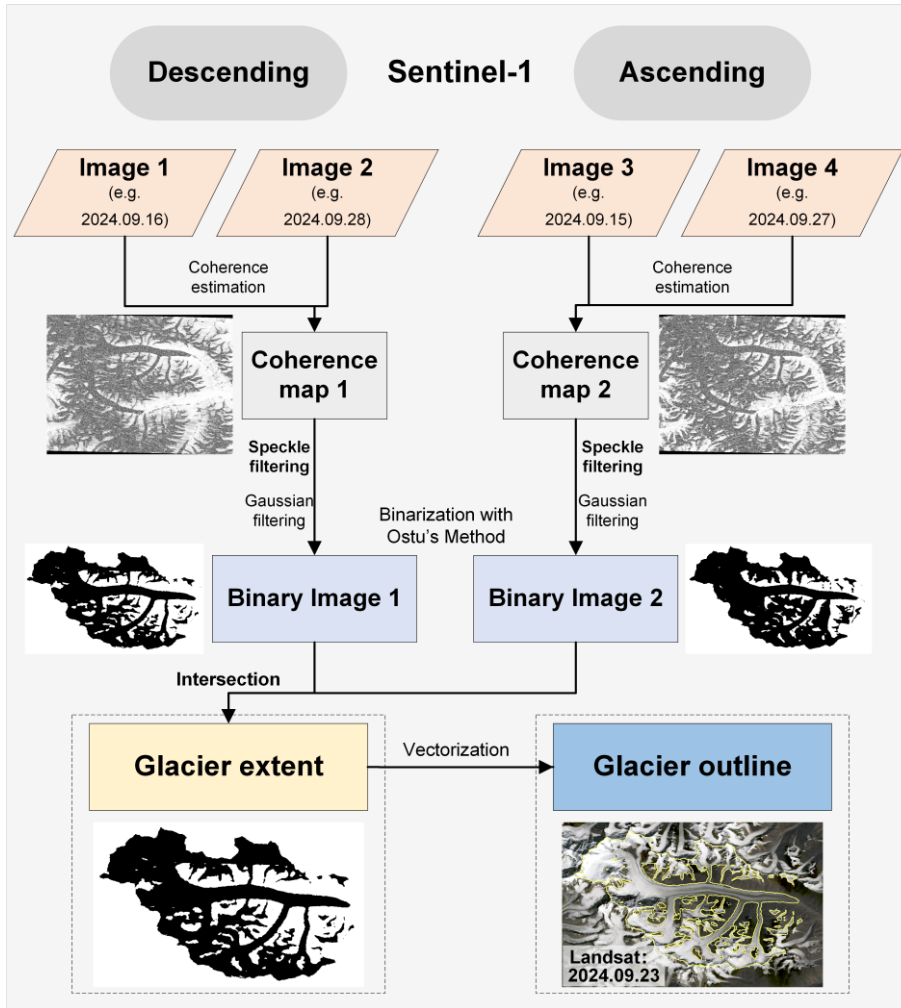 Descending
Sentinel-1
Ascending
Image 1
(e.g.
2024.09.16)
Image 2
(e.g.
2024.09.28)
Image 3
(e.g.
2024.09.15)
Image 4
(e.g.
2024.09.27)
Coherence
estimation
Coherence
estimation
Coherence
map 1
Coherence
map 2
Speckle
filtering
Gaussian
filtering
Speckle
filtering
Gaussian
filtering
Binarization with
Ostu's Method
Binary Image 1
Binary Image 2
Intersection
Glacier extent
Vectorization
Glacier outline
Landsat:
2024.09.23